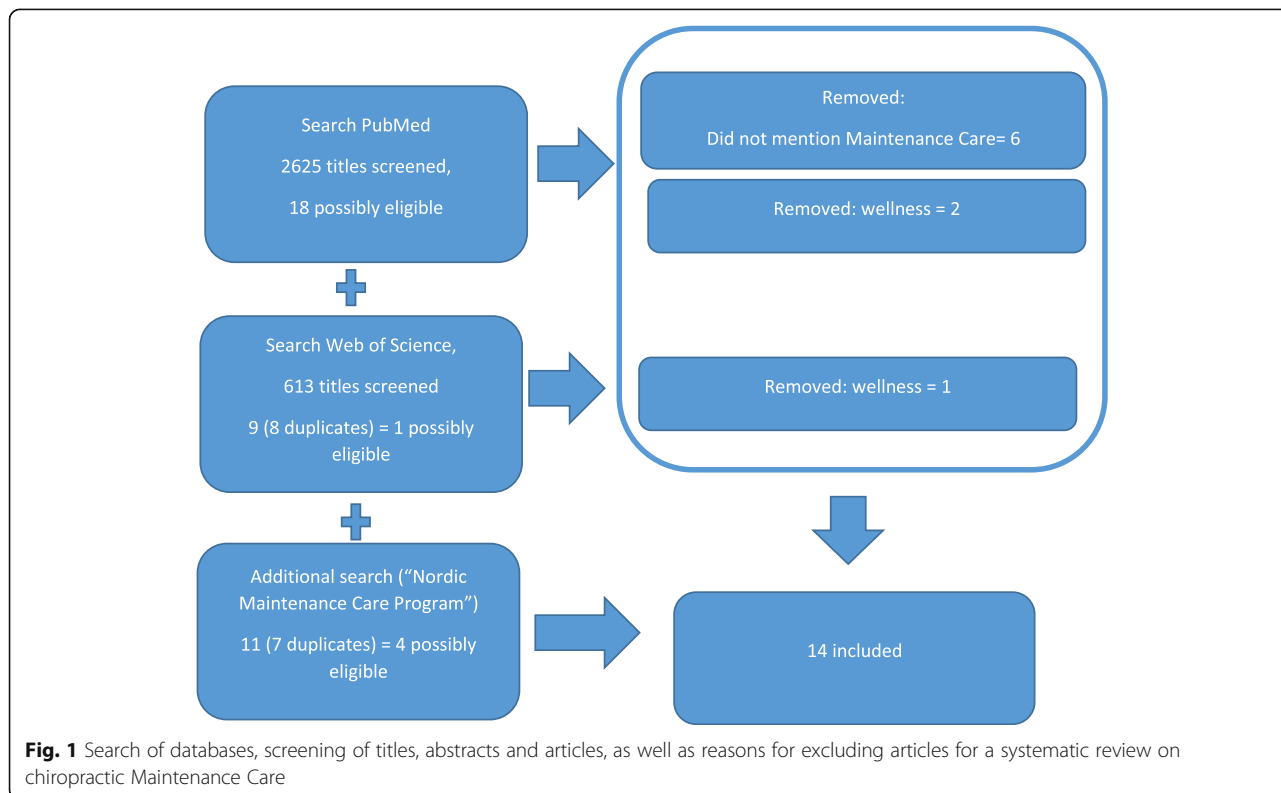 Search PubMed
2625 titles screened,
18 possibly eligible
Removed:
Did not mention Maintenance Care= 6
Removed: wellness = 2
Search Web of Science,
613 titles screened
9 (8 duplicates) = 1 possibly
eligible
Removed: wellness = 1
Additional search (“Nordic
Maintenance Care Program”)
11 (7 duplicates) = 4 possibly
eligible
14 included
Fig. 1 Search of databases, screening of titles, abstracts and articles, as well as reasons for excluding articles for a systematic review on
chiropractic Maintenance Care